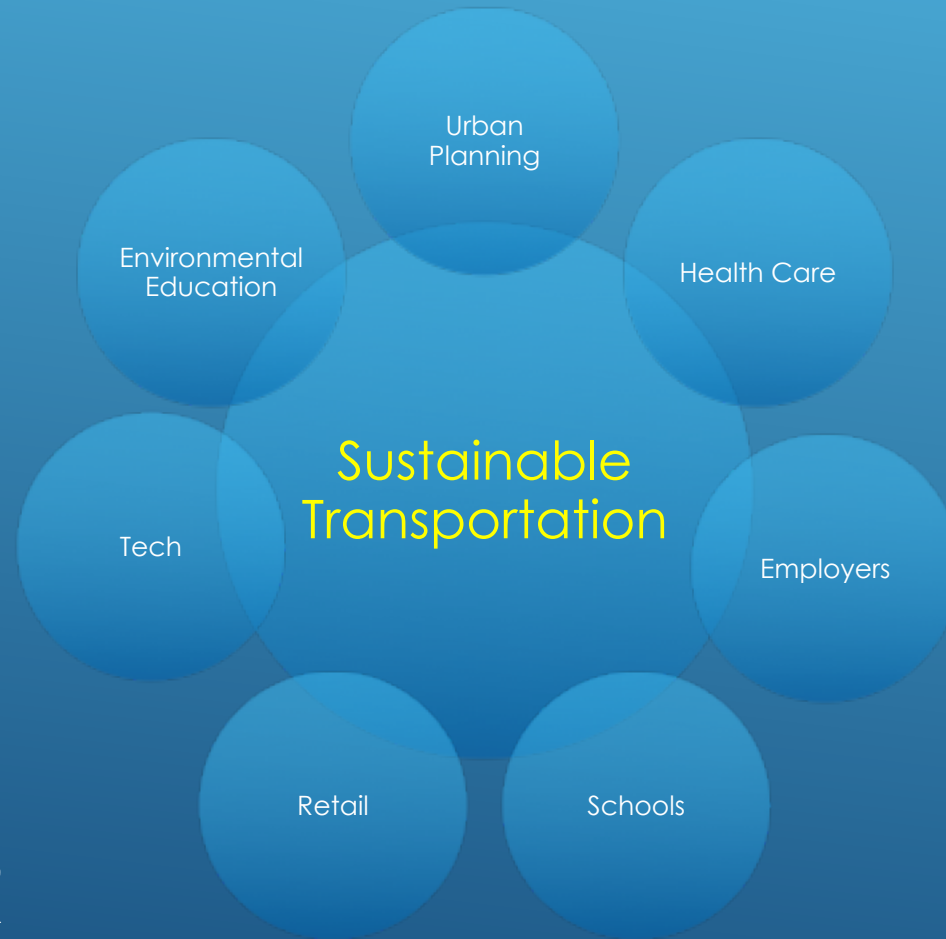 Urban
Planning
Environmental
Education
Health Care
Sustainable
Transportation
Tech
Employers
Retail
Schools